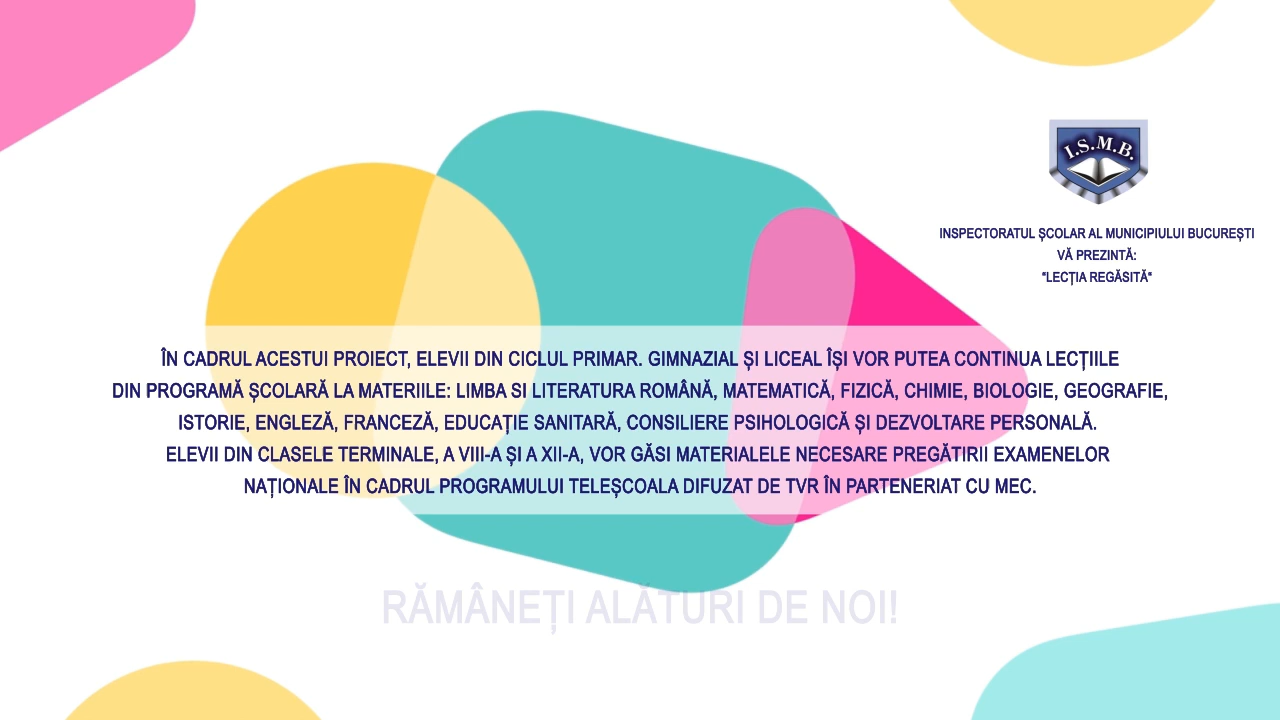 I.S.M.B.
INSPECTORATUL ȘCOLAR AL MUNICIPIULUI BUCUREȘTI
VĂ PREZINTĂ:
"LECȚIA REGĂSITĂ"
ÎN CADRUL ACESTUI PROIECT, ELEVII DIN CICLUL PRIMAR. GIMNAZIAL ȘI LICEAL ÎȘI VOR PUTEA CONTINUA LECȚIILE
DIN PROGRAMĂ ȘCOLARĂ LA MATERIILE: LIMBA SI LITERATURA ROMÂNĂ, MATEMATICĂ, FIZICĂ, CHIMIE, BIOLOGIE, GEOGRAFIE,
ISTORIE, ENGLEZĂ, FRANCEZĂ, EDUCAȚIE SANITARĂ, CONSILIERE PSIHOLOGICĂ ȘI DEZVOLTARE PERSONALĂ.
ELEVII DIN CLASELE TERMINALE, A VIII-A ȘI A XII-A, VOR GĂSI MATERIALELE NECESARE PREGĂTIRII EXAMENELOR
NAȚIONALE ÎN CADRUL PROGRAMULUI TELEȘCOALA DIFUZAT DE TVR ÎN PARTENERIAT CU MEC.
RĂMÂNEȚI ALĂTURI DE NOI!